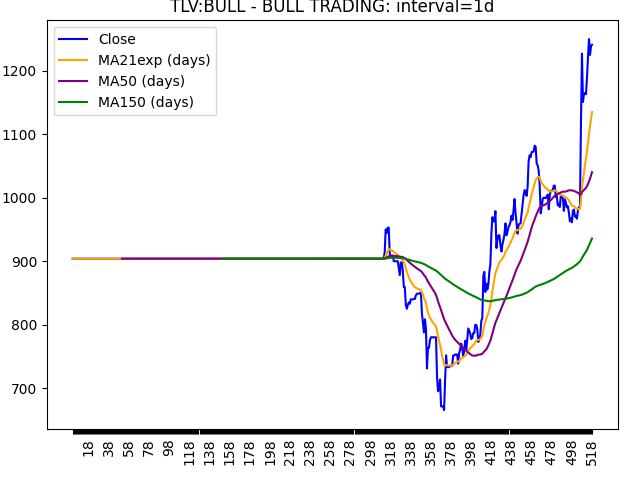 TLV:BULL - BULL TRADING: interval=1d
Close
MA21exp (days)
MA50 (days)
MA150 (days)
1200
1100
1000
900
800
700
18 38 58 78 98 118 138 158 178 198 218 238 258 278 298 318 338 358 378 398 418 438 458 478 498 518